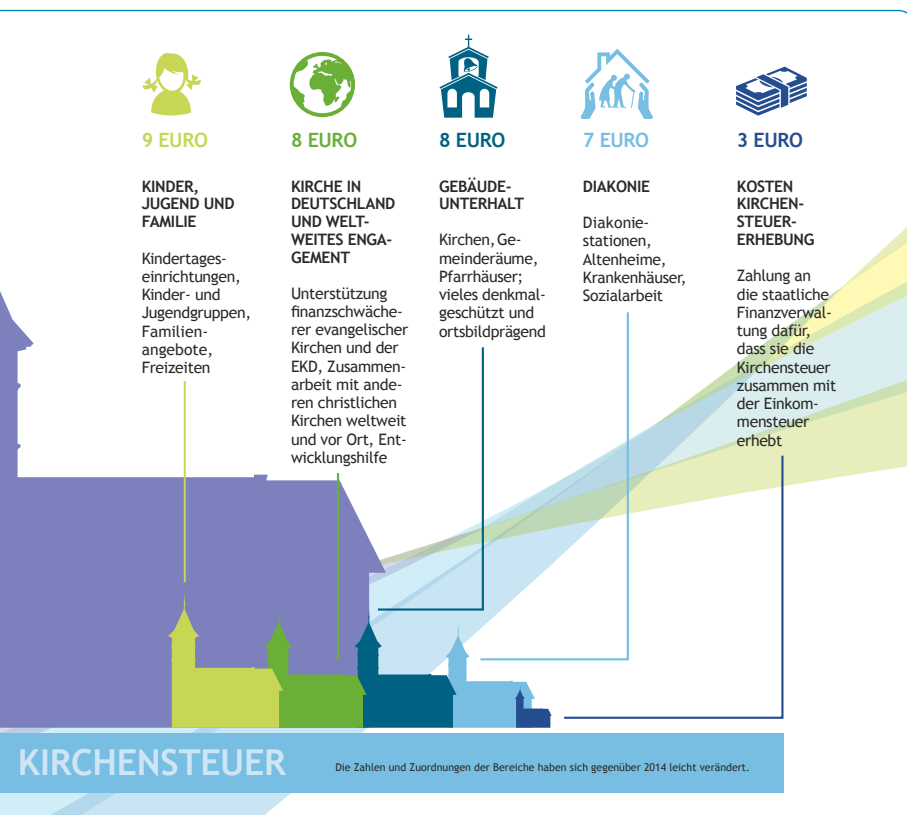 9 EURO
KINDER,
JUGEND UND
FAMILIE
Kindertages-
einrichtungen,
Kinder- und
Jugendgruppen,
Familien-
angebote,
Freizeiten
8 EURO
KIRCHE IN
DEUTSCHLAND
UND WELT-
WEITES ENGA-
GEMENT
Unterstützung
finanzschwäche-
rer evangelischer
Kirchen und der
EKD, Zusammen-
arbeit mit ande-
ren christlichen
Kirchen weltweit
und vor Ort, Ent-
wicklungshilfe
8 EURO
GEBÄUDE-
UNTERHALT
Kirchen, Ge-
meinderäume,
Pfarrhäuser;
vieles denkmal-
geschützt und
ortsbildprägend
7 EURO
DIAKONIE
Diakonie-
stationen,
Altenheime,
Krankenhäuser,
Sozialarbeit
3 EURO
KOSTEN
KIRCHEN-
STEUER-
ERHEBUNG
Zahlung an
die staatliche
Finanzverwal-
tung dafür,
dass sie die
Kirchensteuer
zusammen mit
der Einkom-
mensteuer
erhebt
KIRCHENSTEUER
Die Zahlen und Zuordnungen der Bereiche haben sich gegenüber 2014 leicht verändert.